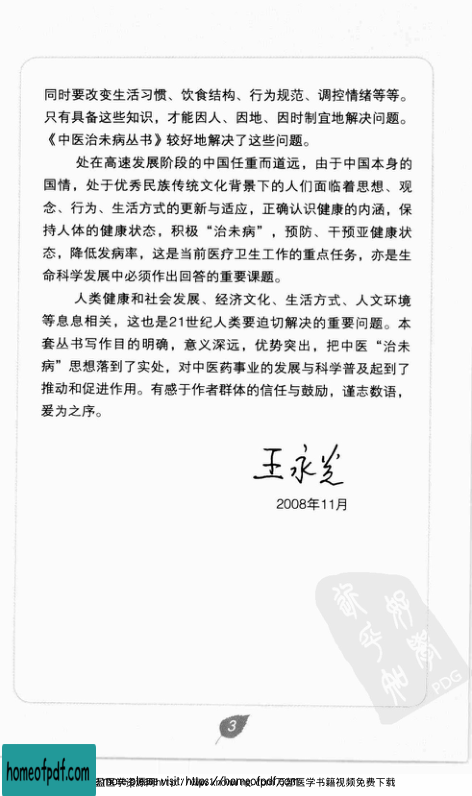 同时要改变生活习惯、饮食结构、行为规范、调控情绪等等。
只有具备这些知识，才能因人、因地、因时制宜地解决问题。
《中医治未病丛书》较好地解决了这些问题。
处在高速发展阶段的中国任重而道远，由于中国本身的
国情，处于优秀民族传统文化背景下的人们面临着思想、观
念、行为、生活方式的更新与适应，正确认识健康的内涵，保
持人体的健康状态，积极“治未病”，预防、干预亚健康状
态，降低发病率，这是当前医疗卫生工作的重点任务，亦是生
命科学发展中必须作出回答的重要课题。
人类健康和社会发展、经济文化、生活方式、人文环境
等息息相关，这也是21世纪人类要迫切解决的重要问题。本
套丛书写作目的明确，意义深远，优势突出，把中医“治未
病”思想落到了实处，对中医药事业的发展与科学普及起到了
推动和促进作用。有感于作者群体的信任与鼓励，谨志数语，
爰为之序。
王永炎
2008年11月
PDG
3
homeofpdf.com
please visit: https://homeofpdf.com
医学书籍视频免费下载